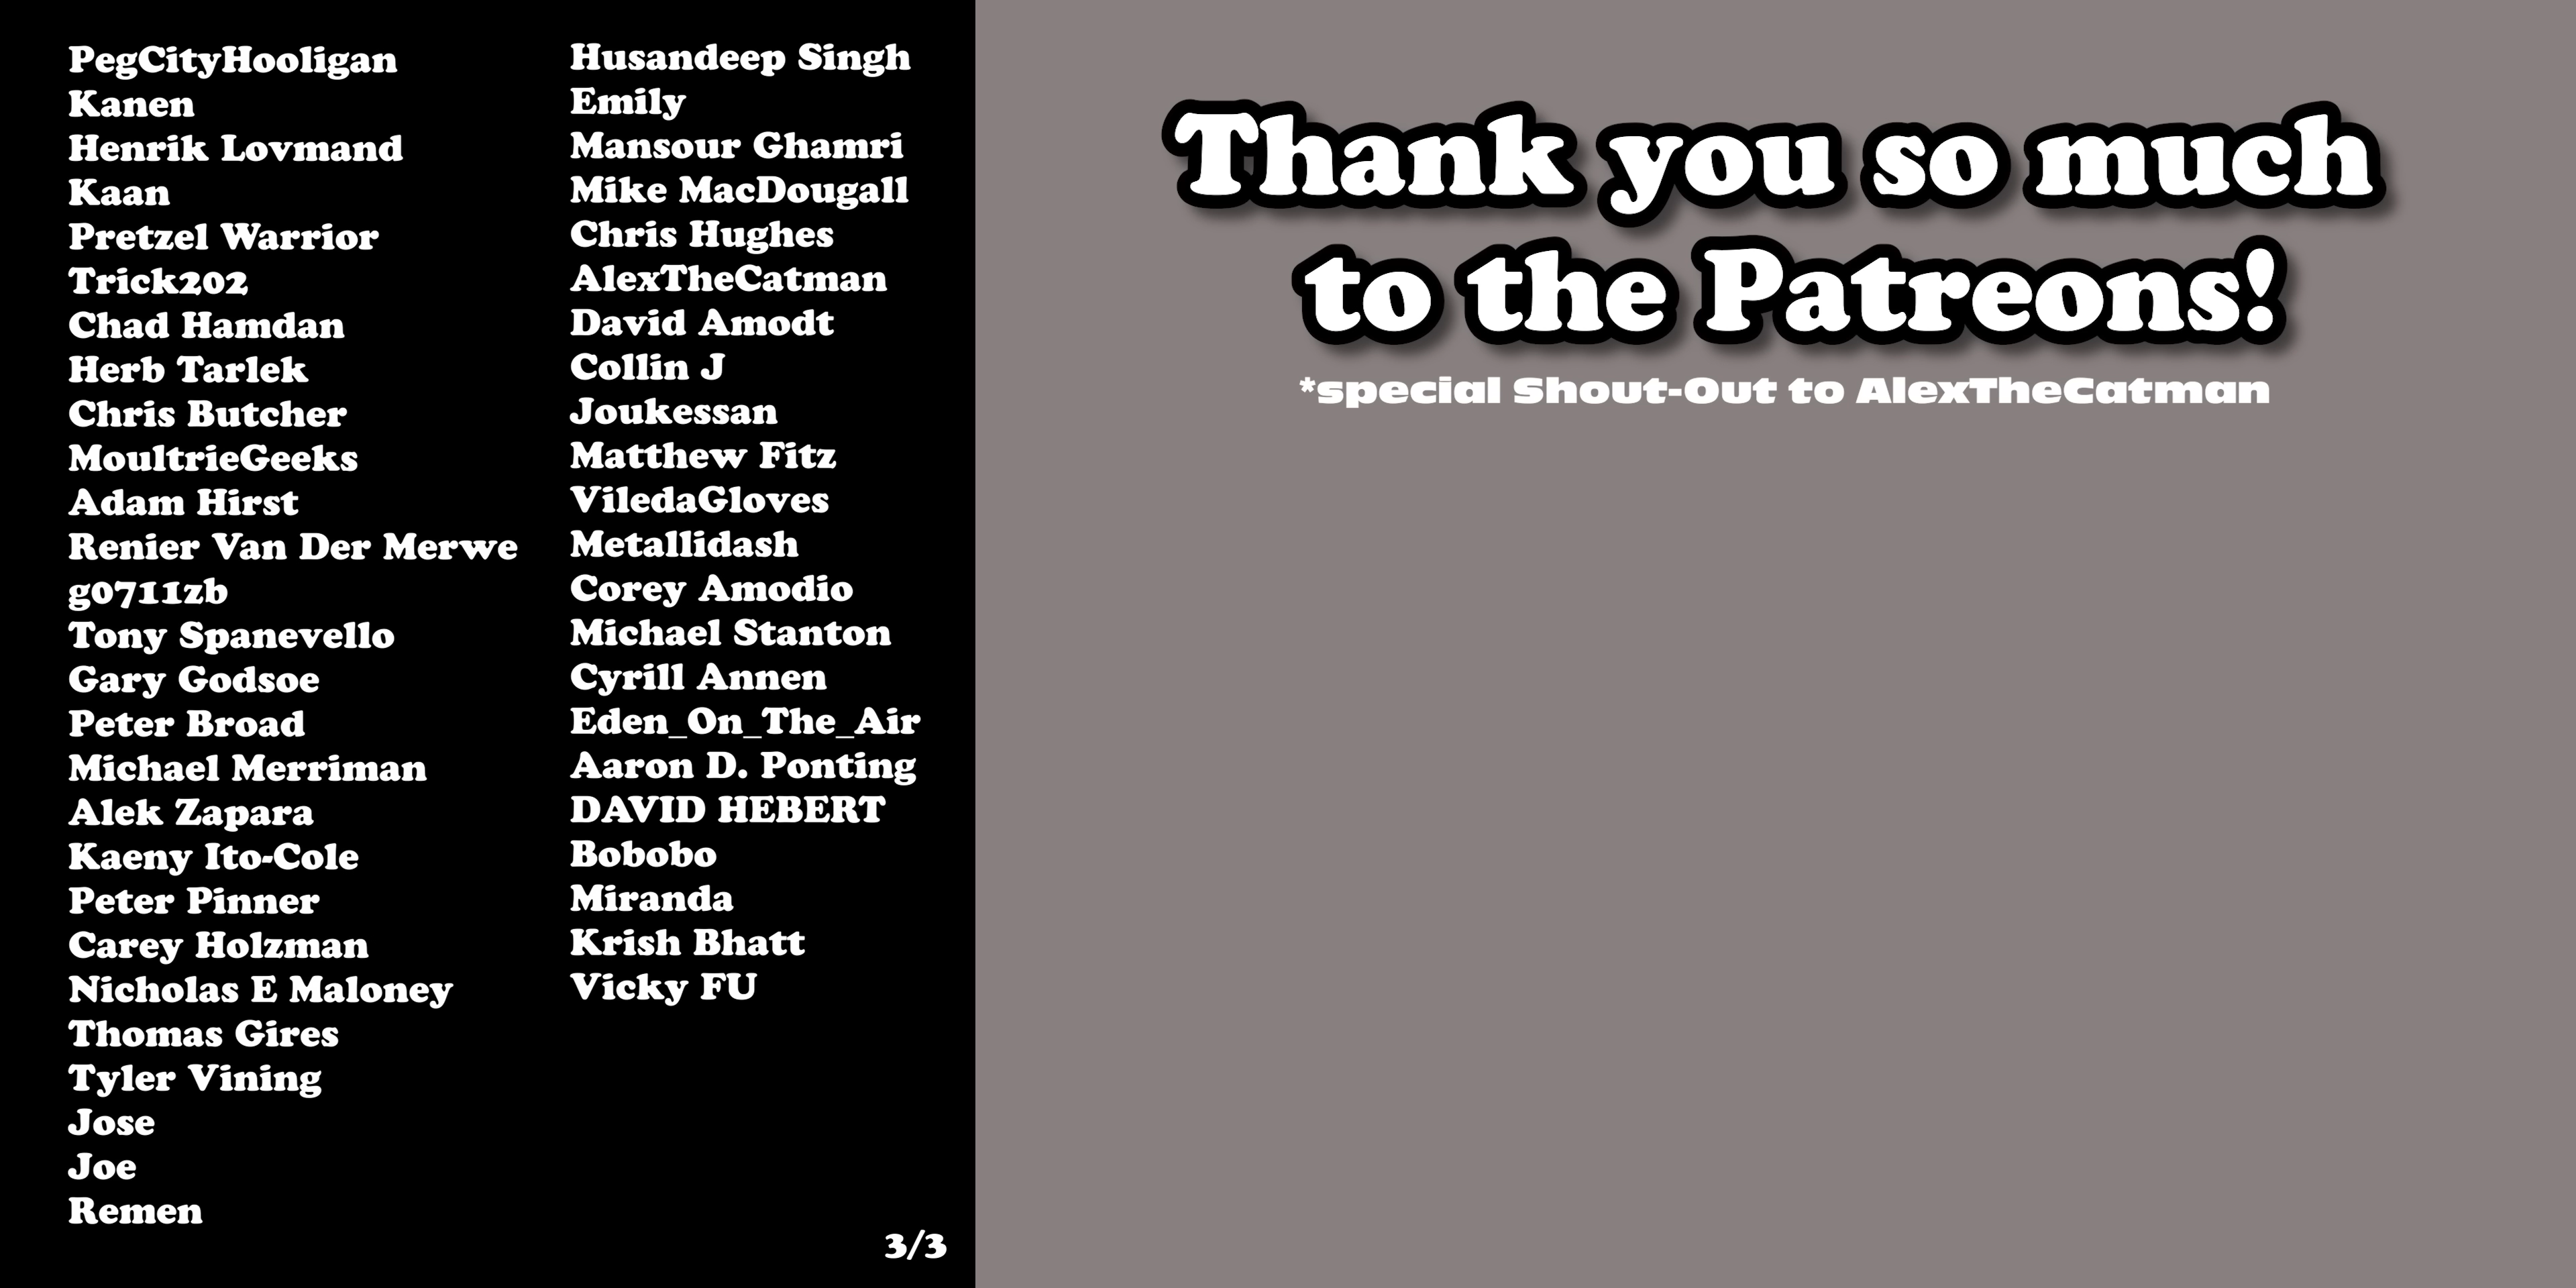 PegCityHooligan
Kanen
Henrik Lovmand
Kaan
Pretzel Warrior
Trick202
Chad Hamdan
Herb Tarlek
Chris Butcher
MoultrieGeeks
Adam Hirst
Renier Van Der Merwe
g0711zb
Tony Spanevello
Gary Godsoe
Peter Broad
Michael Merriman
Alek Zapara
Kaeny Ito-Cole
Peter Pinner
Carey Holzman
Nicholas E Maloney
Thomas Gires
Tyler Vining
Jose
Joe
Remen
Husandeep Singh
Emily
Mansour Ghamri
Mike MacDougall
Chris Hughes
AlexTheCatman
David Amodt
Collin J
Joukessan
Matthew Fitz
ViledaGloves
Metallidash
Corey Amodio
Michael Stanton
Cyrill Annen
Eden_On_The_Air
Aaron D. Ponting
DAVID HEBERT
Bobobo
Miranda
Krish Bhatt
Vicky FU
3/3
Thank you so much
to the Patreons!
*special Shout-Out to AlexTheCatman